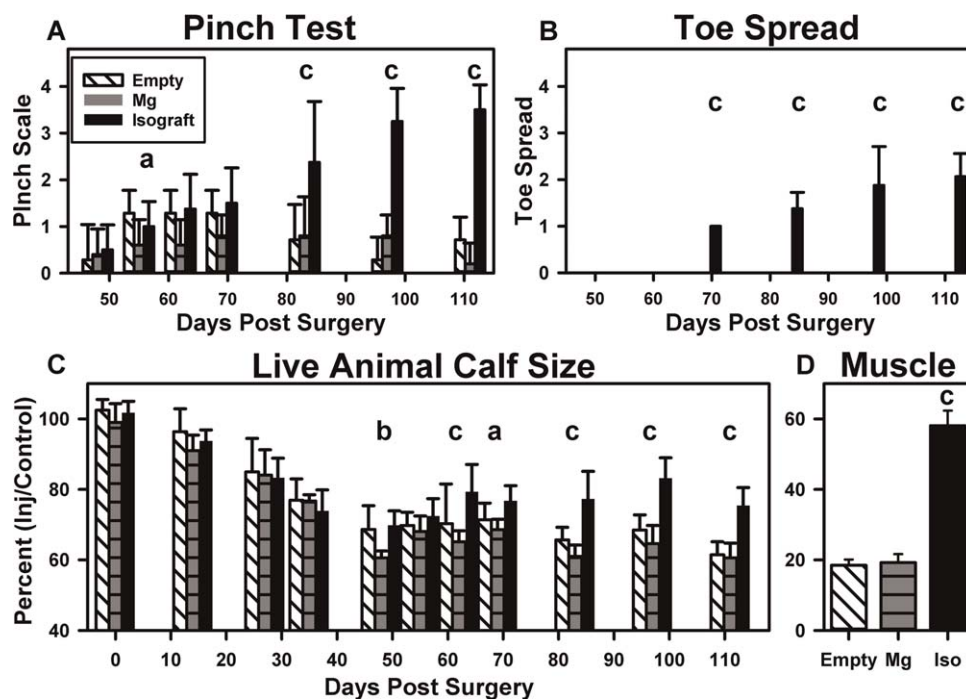 A Pinch Test
Empty
Mg
Isograft
a
c c c
PInch Scale
4
3
2
1
0
50 60 70 80 90 100 110
Days Post Surgery
B Toe Spread
c c c c
Toe Spread
4
3
2
1
0
50 60 70 80 90 100 110
Days Post Surgery
C Live Animal Calf Size
b c a c c c
Percent (Inj/Control)
100
80
60
40
0 10 20 30 40 50 60 70 80 90 100 110
Days Post Surgery
D Muscle
c
60
40
20
0
Empty Mg Iso